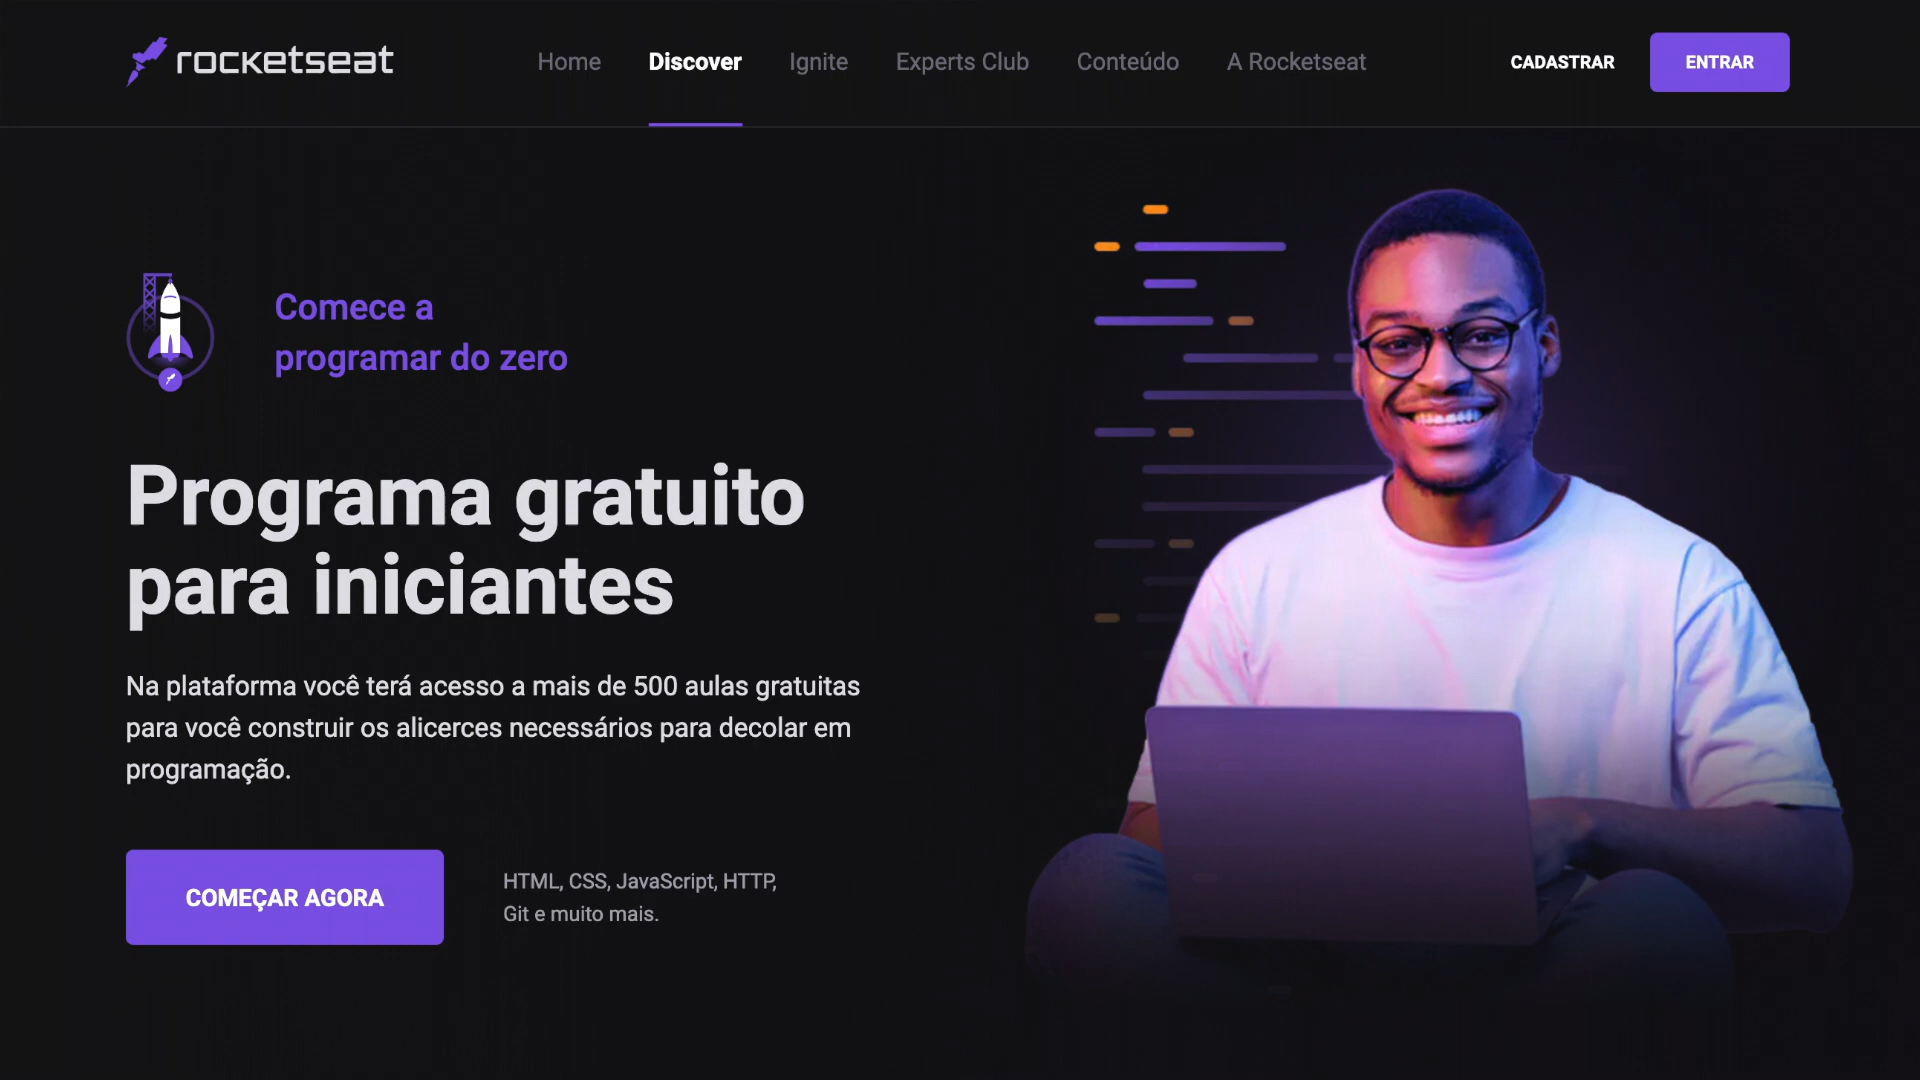 rocketseat
Home
Discover
Ignite
Experts Club
Conteúdo
A Rocketseat
CADASTRAR
ENTRAR
Comece a
programar do zero
Programa gratuito
para iniciantes
Na plataforma você terá acesso a mais de 500 aulas gratuitas
para você construir os alicerces necessários para decolar em
programação.
COMEÇAR AGORA
HTML, CSS, JavaScript, HTTP,
Git e muito mais.